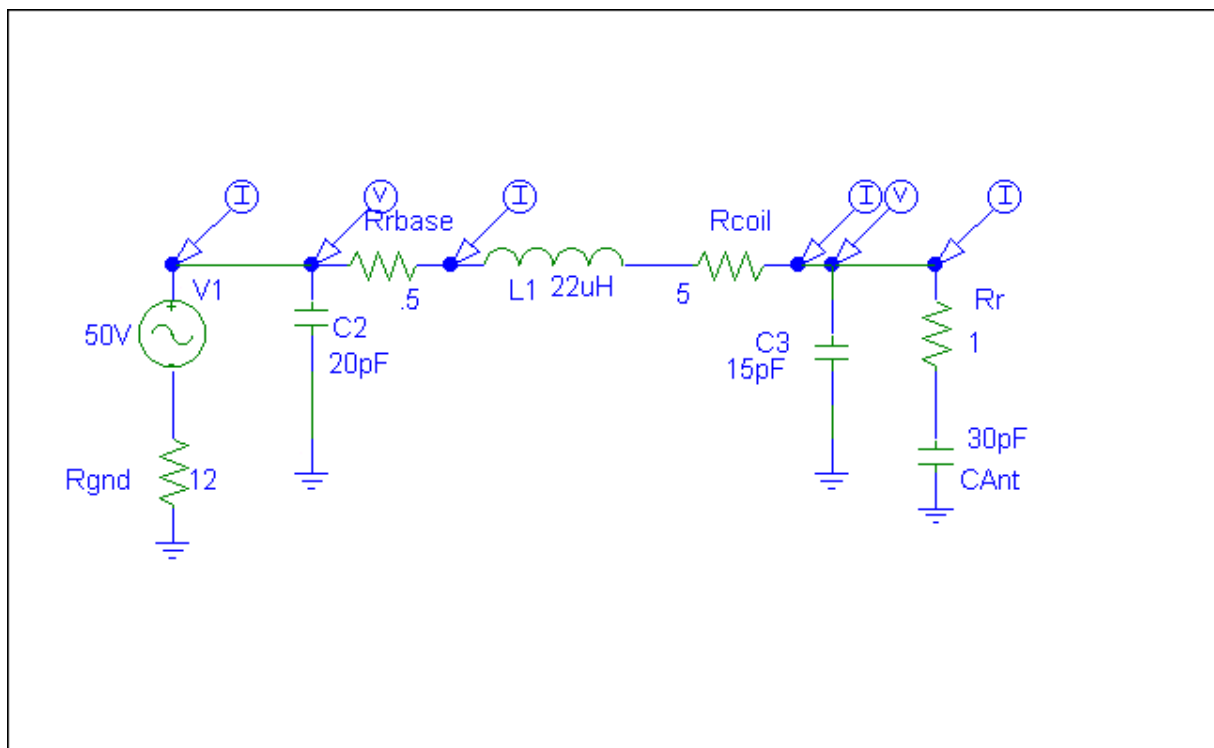 I
V
I
I
V
I
Rrbase
Rcoil
V1
+
.5
L1
22uH
5
Rr
50V
C2
20pF
C3
15pF
1
-
Rgnd
12
30pF
CAnt